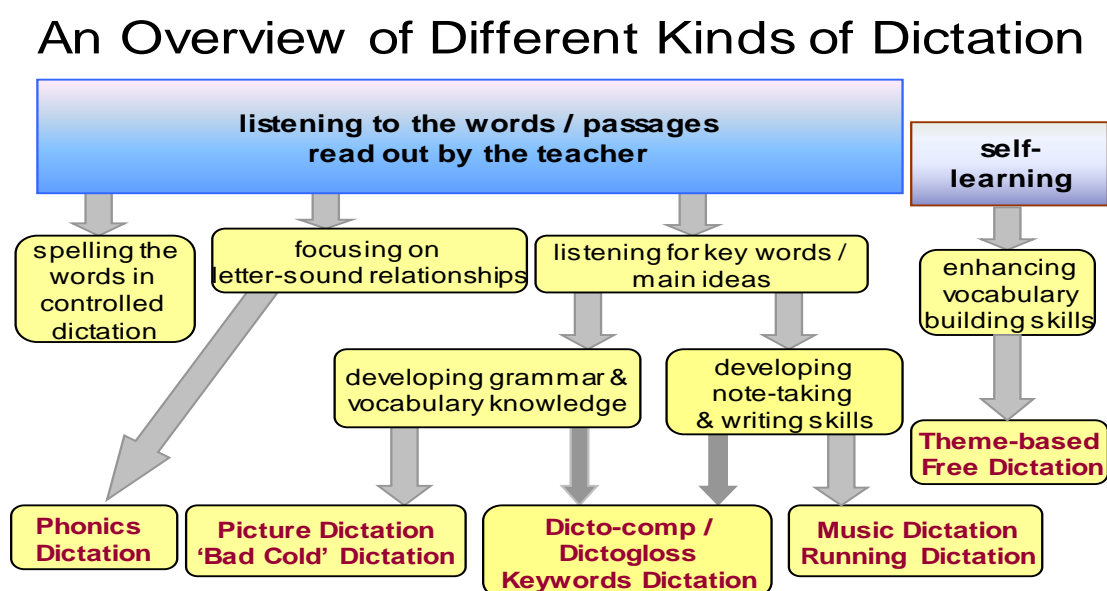 An Overview of Different Kinds of Dictation
listening to the words / passages
read out by the teacher
self-
learning
spelling the
words in
controlled
dictation
focusing on
letter-sound relationships
listening for key words /
main ideas
enhancing
vocabulary
building skills
developing grammar &
vocabulary knowledge
developing
note-taking
& writing skills
Theme-based
Free Dictation
Phonics
Dictation
Picture Dictation
‘Bad Cold’ Dictation
Dicto-comp /
Dictogloss
Keywords Dictation
Music Dictation
Running Dictation